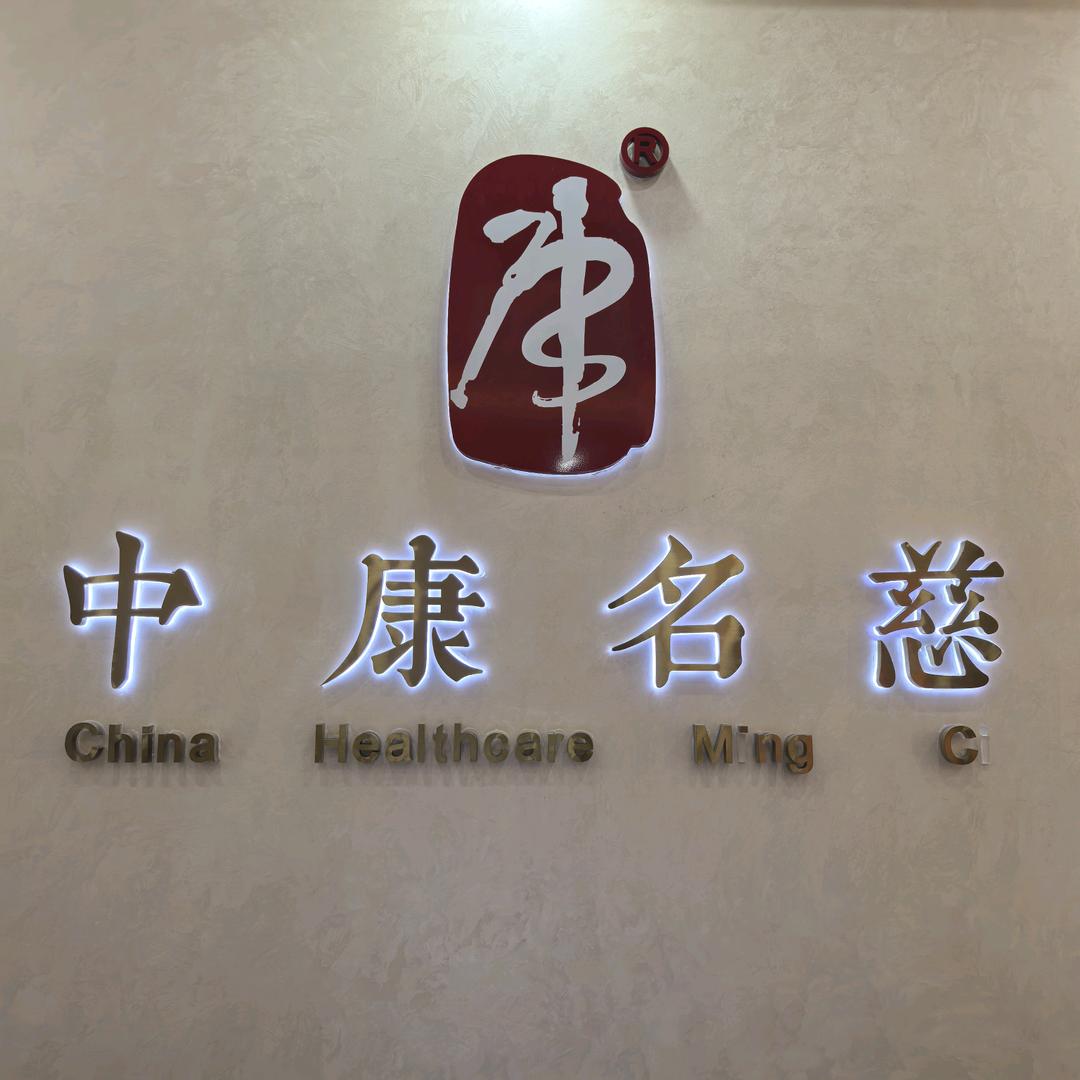 ®
中康名慈
China Healthcare Ming Ci